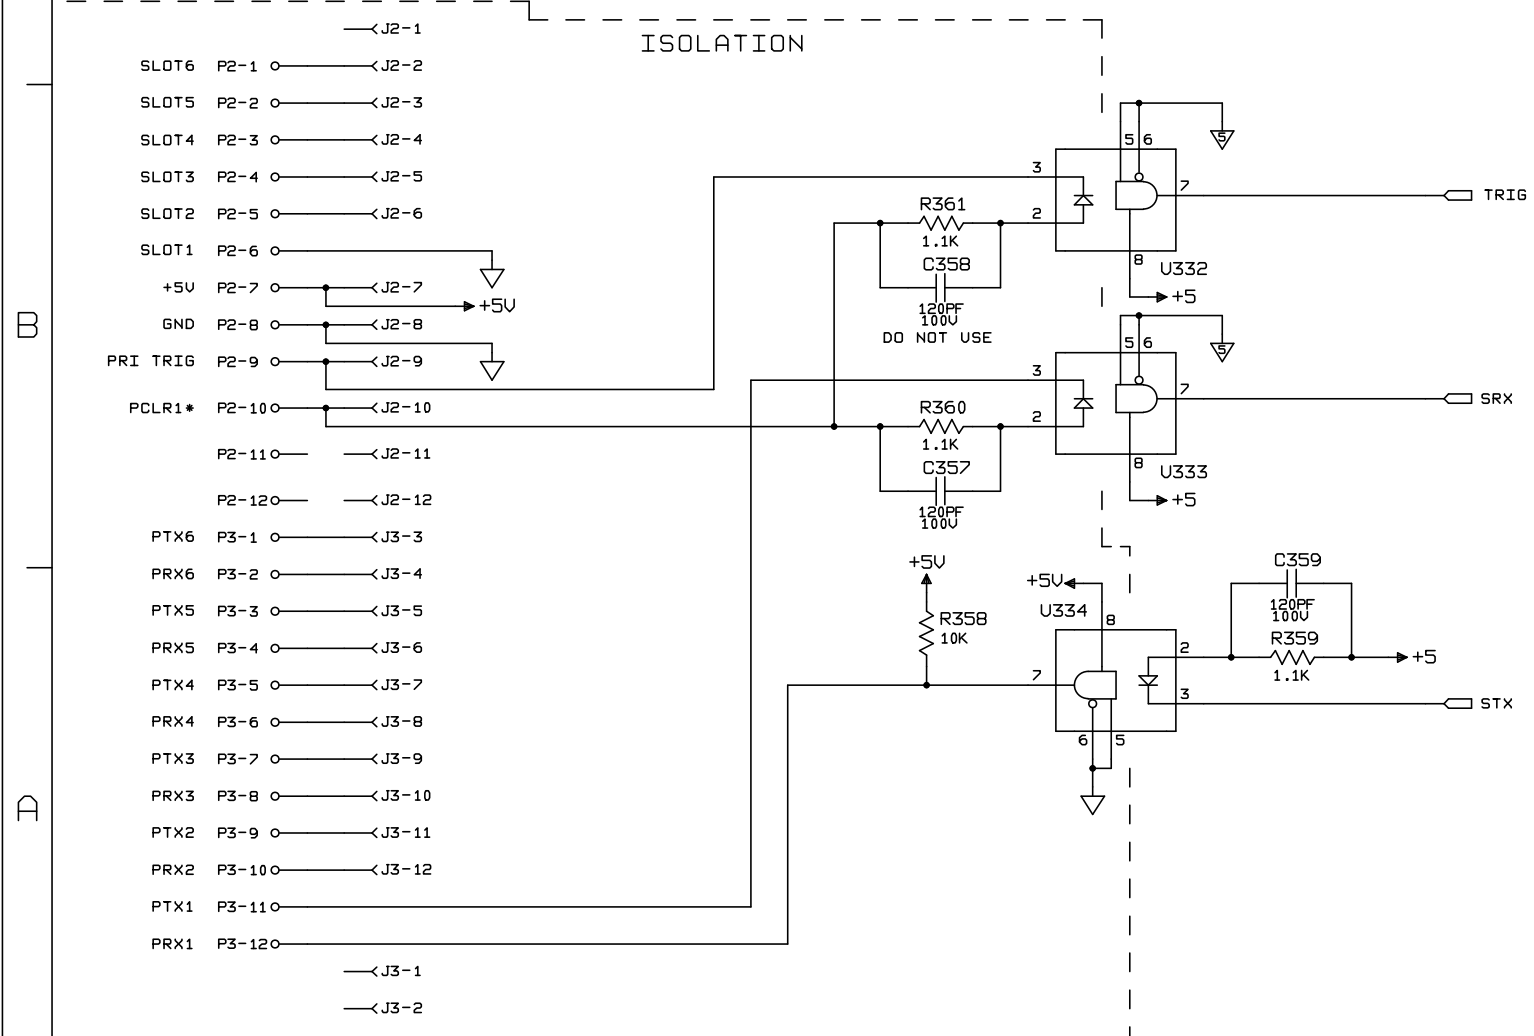 J2-1
ISOLATION
SLOT6 P2-1 J2-2
SLOT5 P2-2 J2-3
5 6 5
SLOT4 P2-3 J2-4
SLOT3 P2-4 J2-5
3
7 TRIG
SLOT2 P2-5 J2-6
R361 2
1.1K
SLOT1 P2-6
C358 8 U332
+5V P2-7 J2-7
+5V
+5
120PF
100V
GND P2-8 J2-8
DO NOT USE
B
5 6 5
PRI TRIG P2-9 J2-9
3
7 SRX
PCLR1* P2-10 J2-10
R360 2
1.1K
P2-11 J2-11
C357 8 U333
P2-12 J2-12
+5
120PF
100V
PTX6 P3-1 J3-3
+5V C359
PRX6 P3-2 J3-4
+5V
120PF
100V
PTX5 P3-3 J3-5
U334 8
R358
10K
R359
PRX5 P3-4 J3-6
2 +5
1.1K
PTX4 P3-5 J3-7
7
3 STX
PRX4 P3-6 J3-8
6 5
PTX3 P3-7 J3-9
PRX3 P3-8 J3-10
A
PTX2 P3-9 J3-11
PRX2 P3-10 J3-12
PTX1 P3-11
PRX1 P3-12
J3-1
J3-2